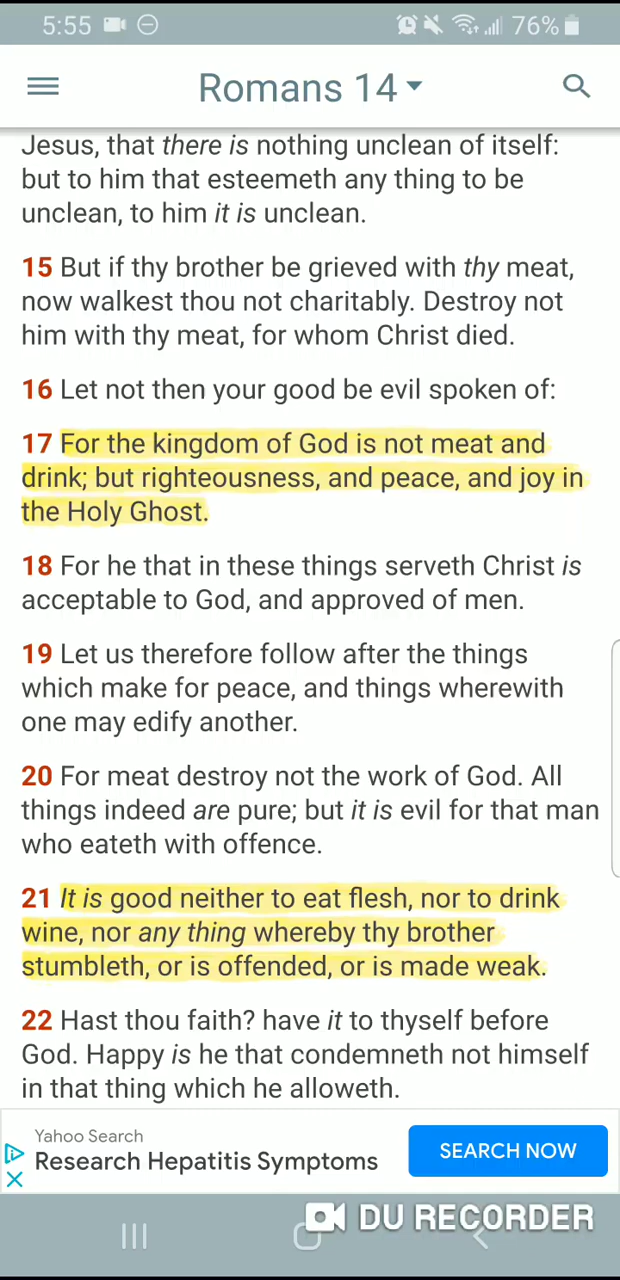 5:55
76%
Romans 14
Jesus, that there is nothing unclean of itself:
but to him that esteemeth any thing to be
unclean, to him it is unclean.
15 But if thy brother be grieved with thy meat,
now walkest thou not charitably. Destroy not
him with thy meat, for whom Christ died.
16 Let not then your good be evil spoken of:
17 For the kingdom of God is not meat and
drink; but righteousness, and peace, and joy in
the Holy Ghost.
18 For he that in these things serveth Christ is
acceptable to God, and approved of men.
19 Let us therefore follow after the things
which make for peace, and things wherewith
one may edify another.
20 For meat destroy not the work of God. All
things indeed are pure; but it is evil for that man
who eateth with offence.
21 It is good neither to eat flesh, nor to drink
wine, nor any thing whereby thy brother
stumbleth, or is offended, or is made weak.
22 Hast thou faith? have it to thyself before
God. Happy is he that condemneth not himself
in that thing which he alloweth.
Yahoo Search
Research Hepatitis Symptoms
SEARCH NOW
DU RECORDER